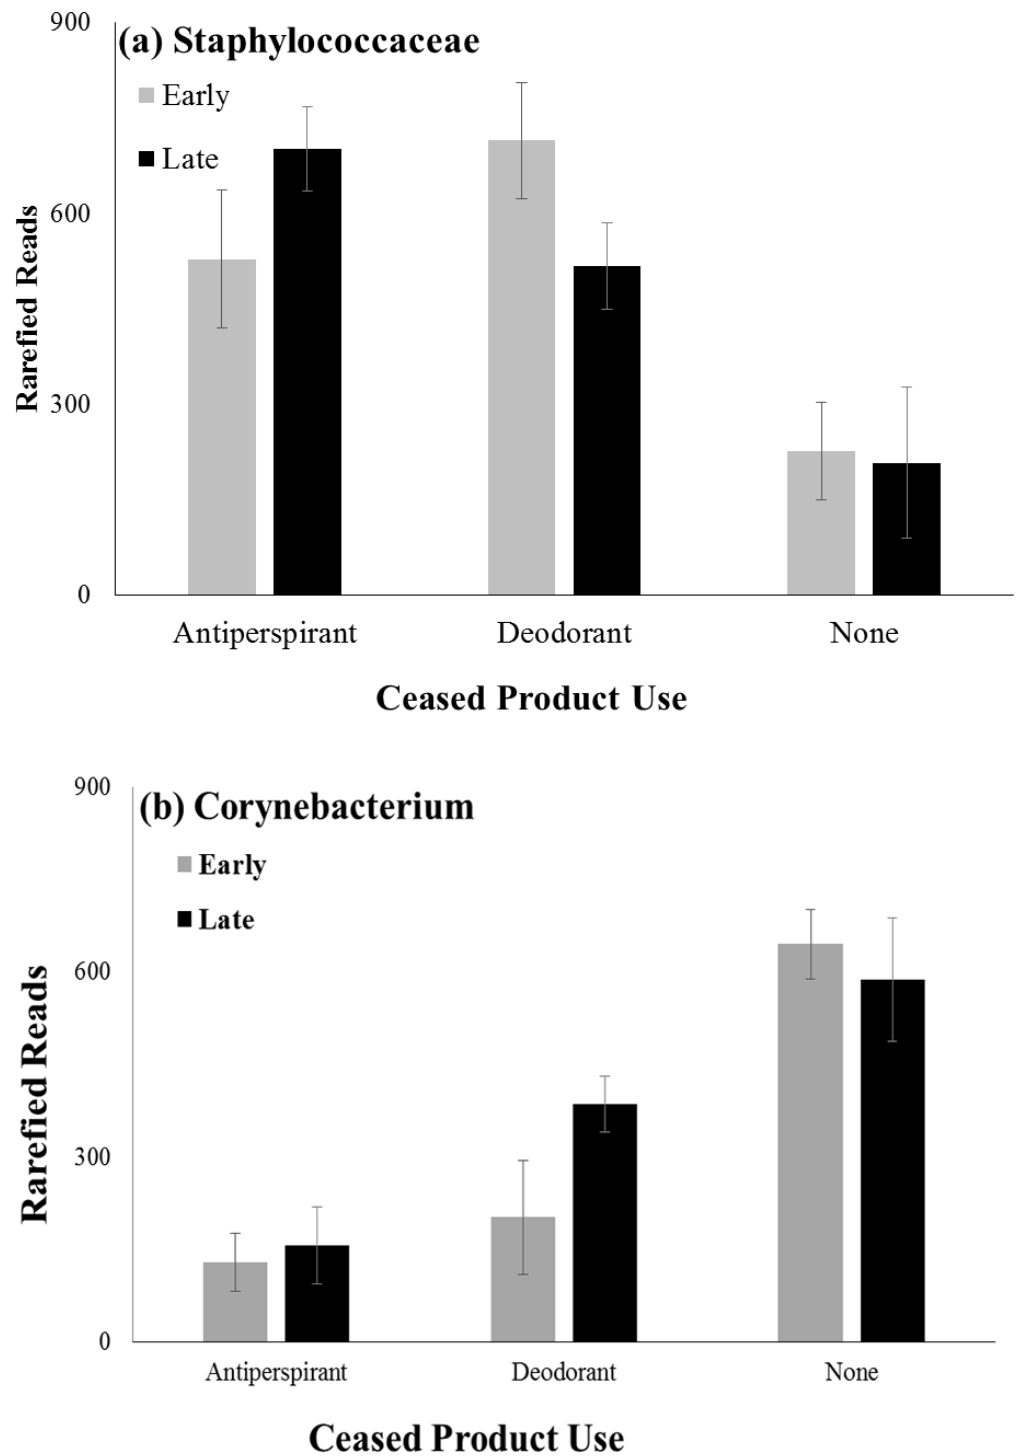 900
(a) Staphylococcaceae
Early
Late
600
Rarefied Reads
300
0
Antiperspirant Deodorant None
Ceased Product Use
900
(b) Corynebacterium
Early
Late
600
Rarefied Reads
300
0
Antiperspirant Deodorant None
Ceased Product Use